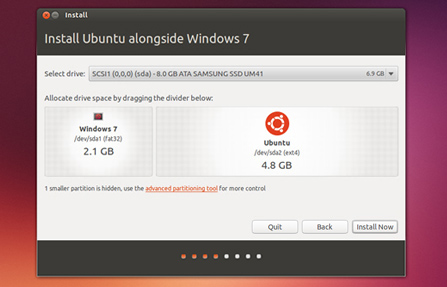 Install
Install Ubuntu alongside Windows 7
Select drive: SCSI1 (0,0,0) (sda) - 8.0 GB ATA SAMSUNG SSD UM41 6.9 GB
Allocate drive space by dragging the divider below:
Windows 7
/dev/sda1 (fat32)
2.1 GB
Ubuntu
/dev/sda2 (ext4)
4.8 GB
1 smaller partition is hidden, use the advanced partitioning tool for more control
Quit Back Install Now